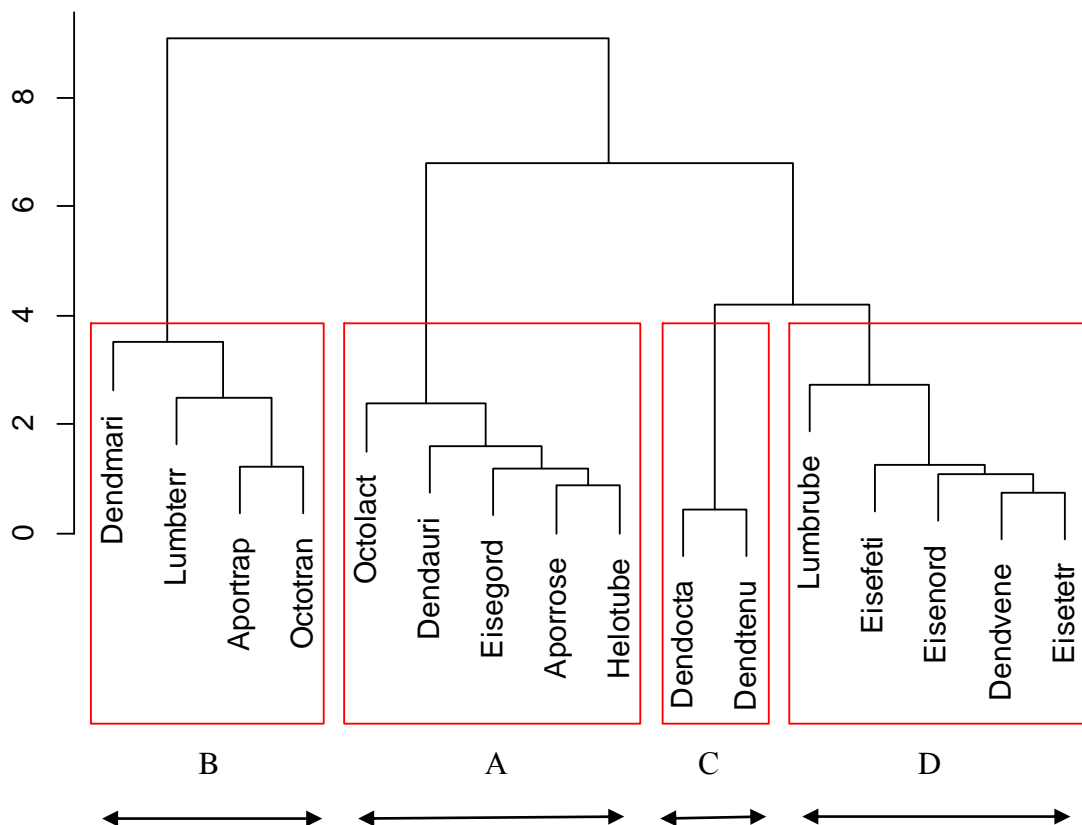 8
6
4
2
0
Dendmari
Lumbterr
Aportrap
Octotran
Octolact
Dendauri
Eisegord
Aporrose
Helotube
Dendocta
Dendtenu
Lumbrube
Eisefeti
Eisenord
Dendvene
Eisetetr
B
A
C
D